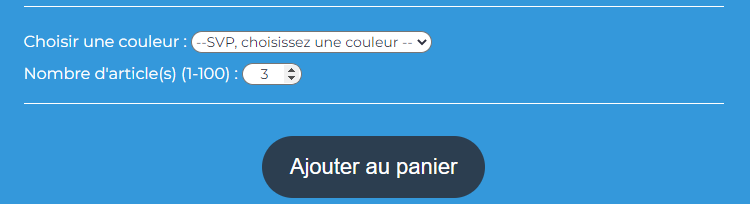 Choisir une couleur : --SVP, choisissez une couleur --
Nombre d'article(s) (1-100) : 3
Ajouter au panier